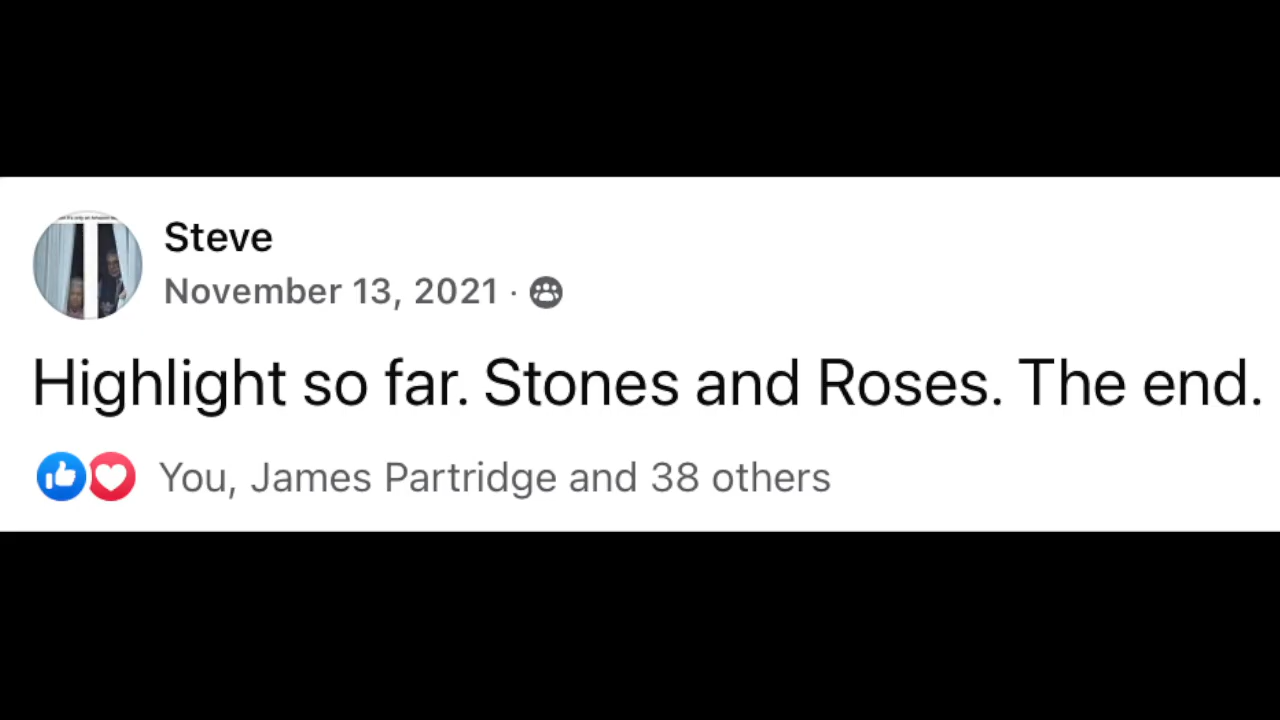 Steve
November 13, 2021 ·
Highlight so far. Stones and Roses. The end.
You, James Partridge and 38 others